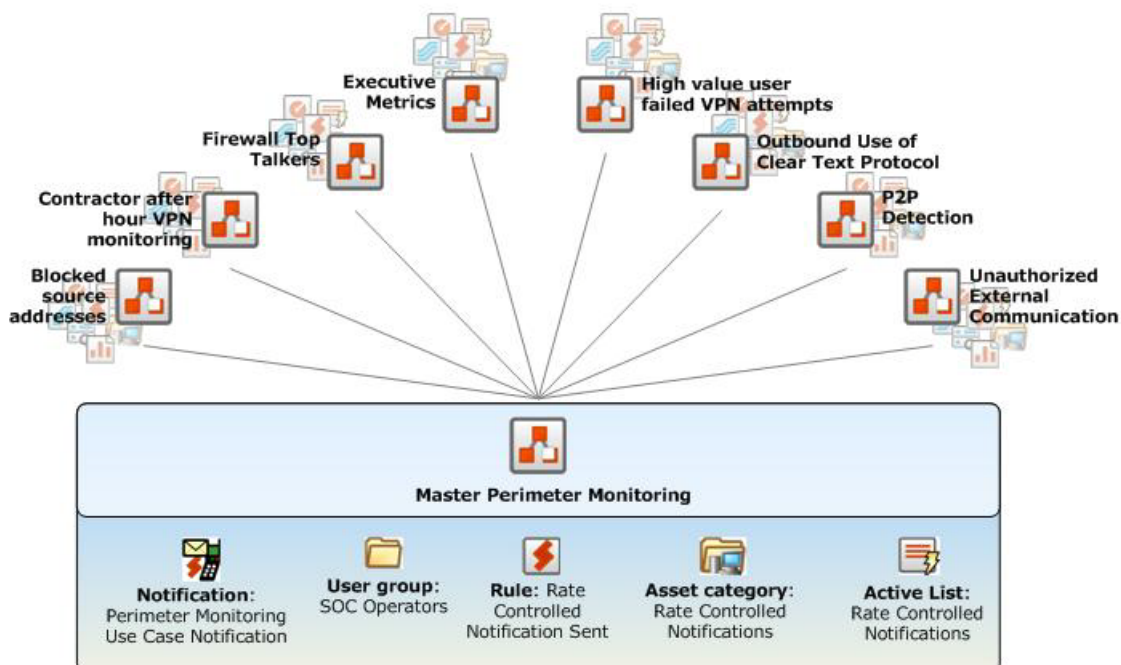 Executive
Metrics
High value user
failed VPN attempts
Firewall Top
Talkers
Outbound Use of
Clear Text Protocol
Contractor after
hour VPN
monitoring
P2P
Detection
Blocked
source
addresses
Unauthorized
External
Communication
Master Perimeter Monitoring
Notification:
Perimeter Monitoring
Use Case Notification
User group:
SOC Operators
Rule: Rate
Controlled
Notification Sent
Asset category:
Rate Controlled
Notifications
Active List:
Rate Controlled
Notifications